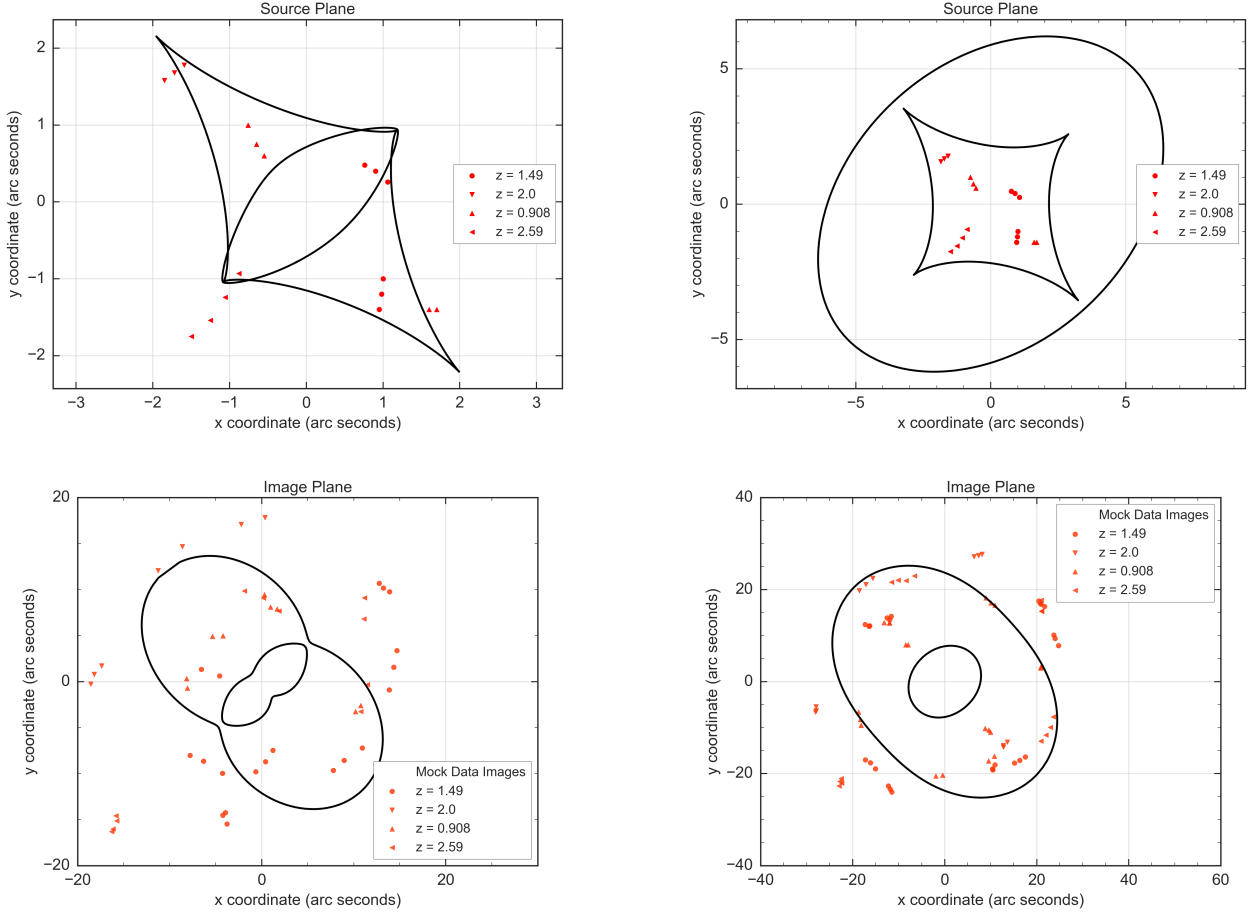 Source Plane
2
1
0
−1
−2
y coordinate (arc seconds)
−3
−2
−1
0
1
2
3
x coordinate (arc seconds)
z = 1.49
z = 2.0
z = 0.908
z = 2.59
Source Plane
5
0
−5
y coordinate (arc seconds)
−5
0
5
x coordinate (arc seconds)
z = 1.49
z = 2.0
z = 0.908
z = 2.59
Image Plane
20
0
−20
y coordinate (arc seconds)
−20
0
20
x coordinate (arc seconds)
Mock Data Images
z = 1.49
z = 2.0
z = 0.908
z = 2.59
Image Plane
40
20
0
−20
−40
y coordinate (arc seconds)
−40
−20
0
20
40
60
x coordinate (arc seconds)
Mock Data Images
z = 1.49
z = 2.0
z = 0.908
z = 2.59